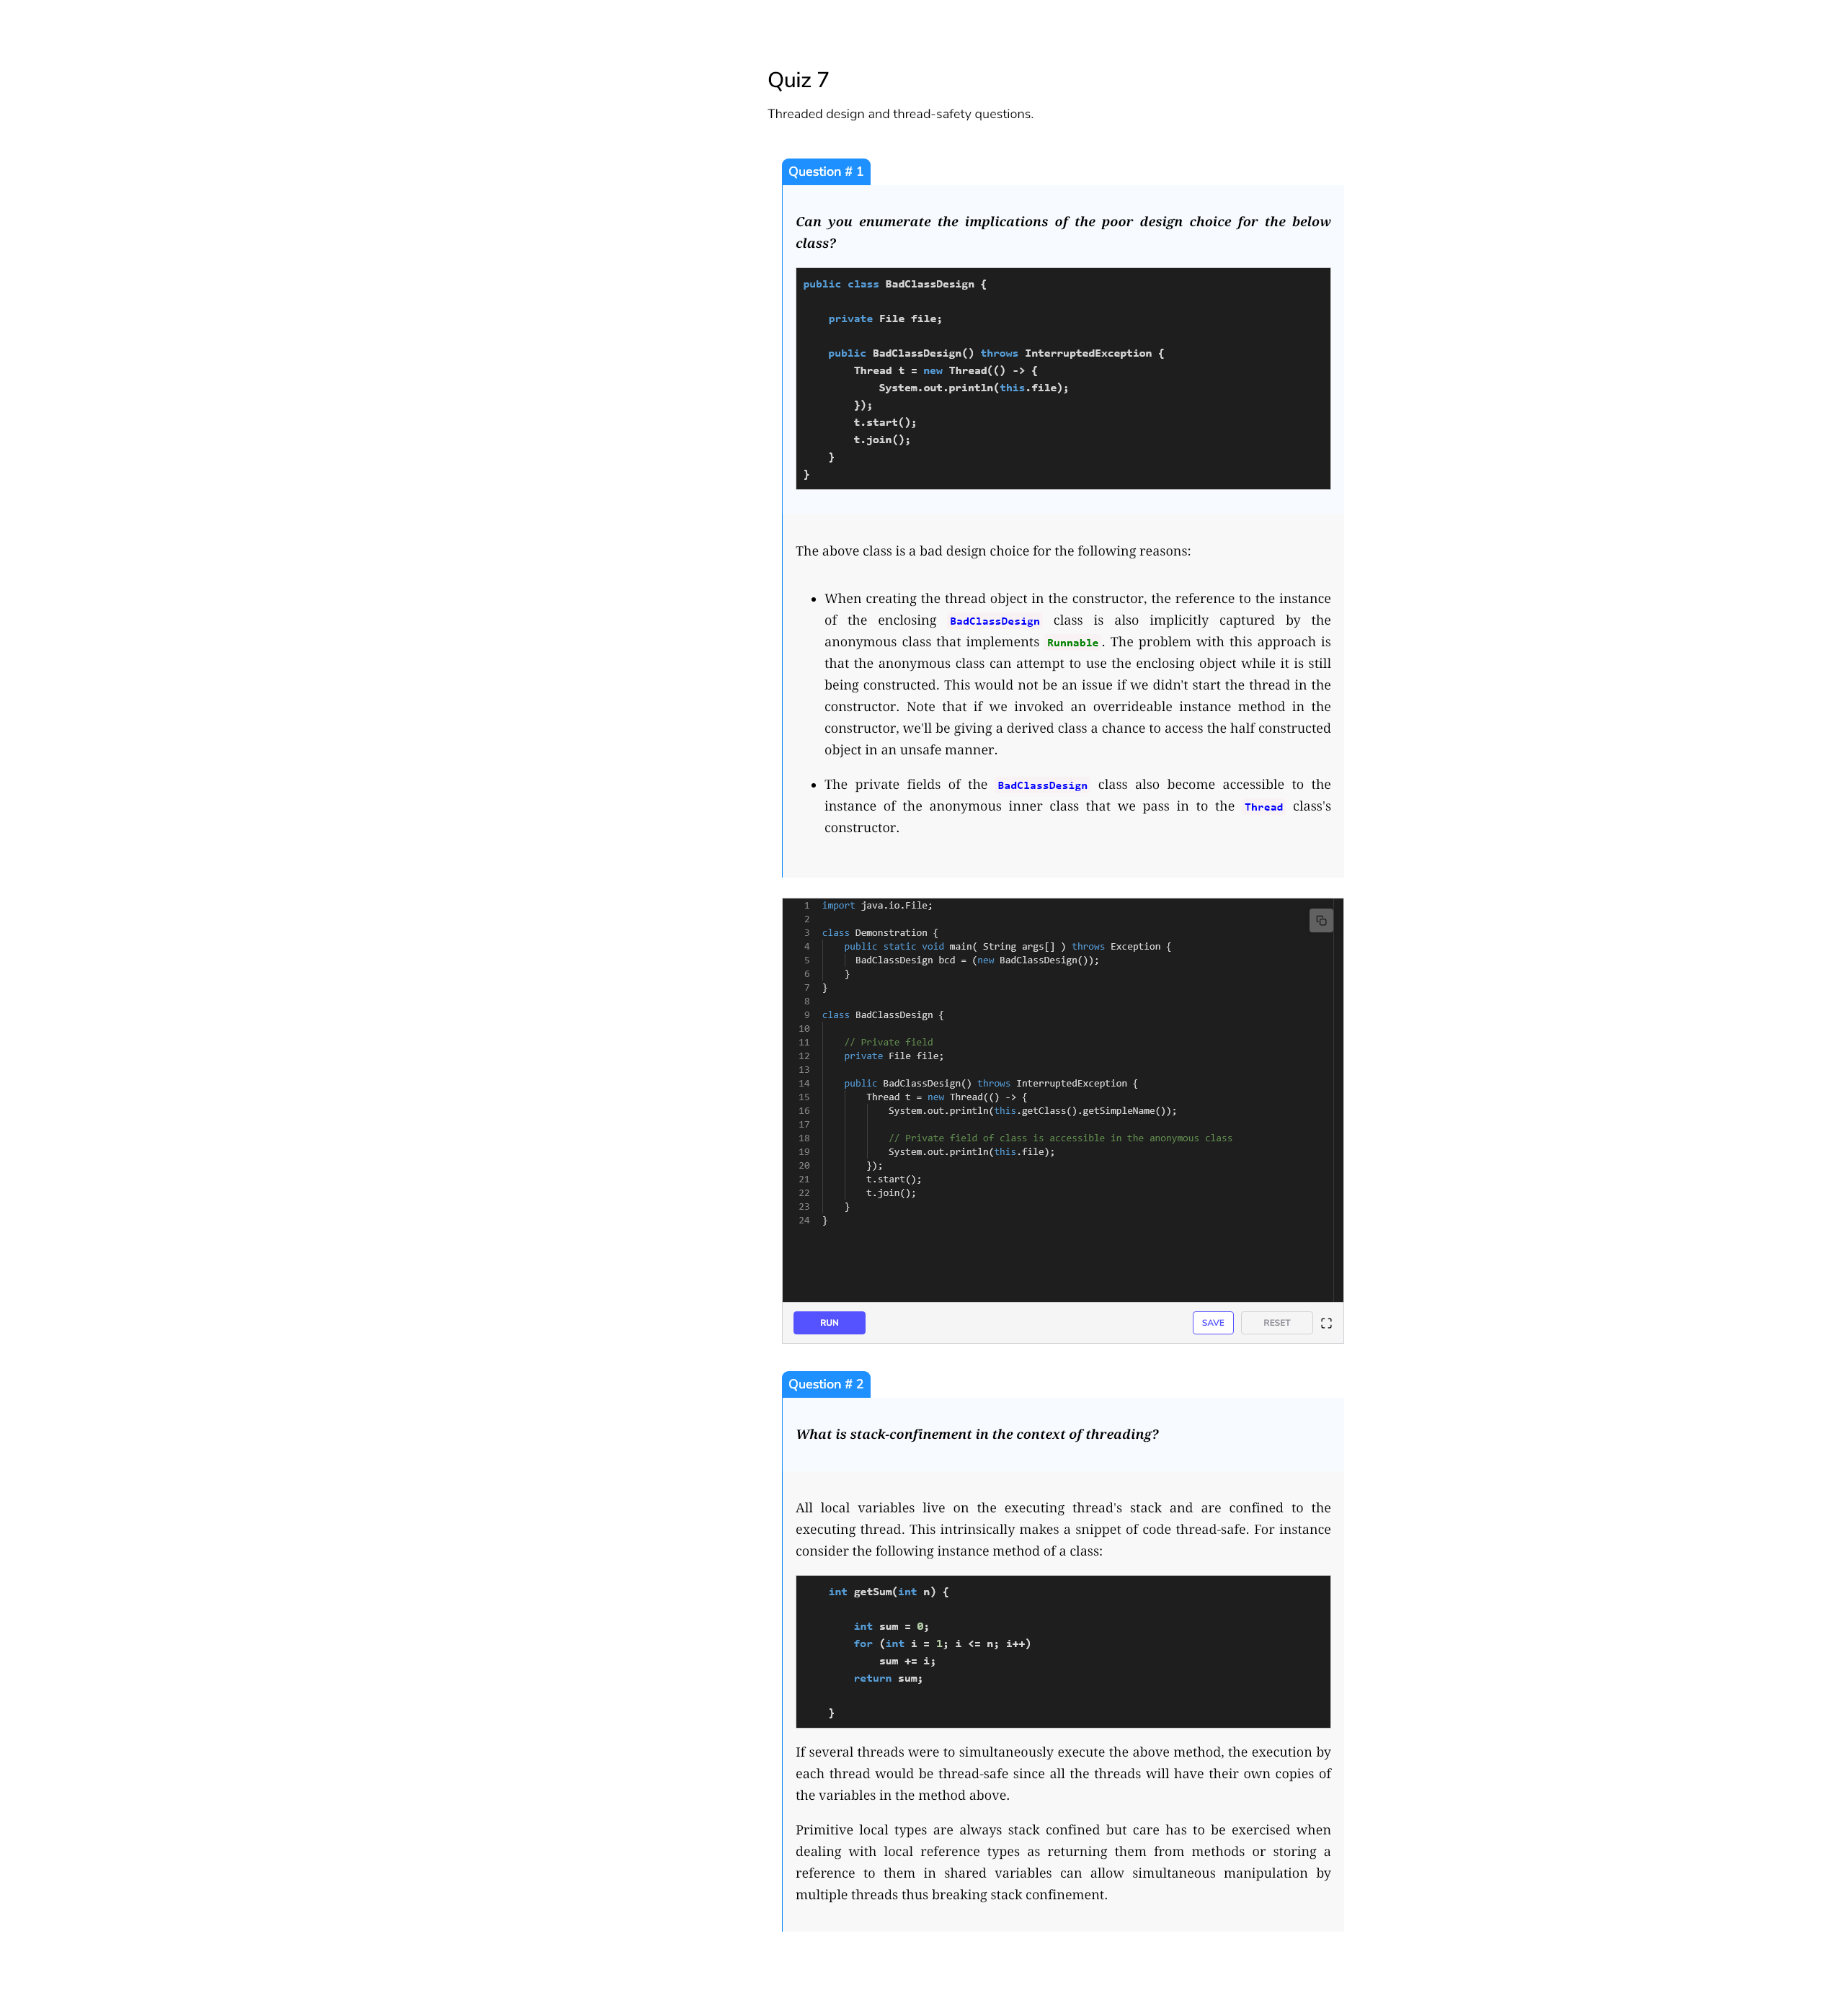 Quiz 7
Threaded design and thread-safety questions.
Question # 1
Can you enumerate the implications of the poor design choice for the below
class?
public class BadClassDesign {
    private File file;
    public BadClassDesign() throws InterruptedException {
        Thread t = new Thread(() -> {
            System.out.println(this.file);
        });
        t.start();
        t.join();
    }
}
The above class is a bad design choice for the following reasons:
• When creating the thread object in the constructor, the reference to the instance
of the enclosing BadClassDesign class is also implicitly captured by the
anonymous class that implements Runnable. The problem with this approach is
that the anonymous class can attempt to use the enclosing object while it is still
being constructed. This would not be an issue if we didn't start the thread in the
constructor. Note that if we invoked an overrideable instance method in the
constructor, we'll be giving a derived class a chance to access the half constructed
object in an unsafe manner.
• The private fields of the BadClassDesign class also become accessible to the
instance of the anonymous inner class that we pass in to the Thread class's
constructor.
1 import java.io.File;
2
3 class Demonstration {
4     public static void main( String args[] ) throws Exception {
5       BadClassDesign bcd = (new BadClassDesign());
6     }
7 }
8
9 class BadClassDesign {
10
11     // Private field
12     private File file;
13
14     public BadClassDesign() throws InterruptedException {
15         Thread t = new Thread(() -> {
16             System.out.println(this.getClass().getSimpleName());
17
18             // Private field of class is accessible in the anonymous class
19             System.out.println(this.file);
20         });
21         t.start();
22         t.join();
23     }
24 }
RUN SAVE RESET
Question # 2
What is stack-confinement in the context of threading?
All local variables live on the executing thread's stack and are confined to the
executing thread. This intrinsically makes a snippet of code thread-safe. For instance
consider the following instance method of a class:
    int getSum(int n) {
        int sum = 0;
        for (int i = 1; i <= n; i++)
            sum += i;
        return sum;
    }
If several threads were to simultaneously execute the above method, the execution by
each thread would be thread-safe since all the threads will have their own copies of
the variables in the method above.
Primitive local types are always stack confined but care has to be exercised when
dealing with local reference types as returning them from methods or storing a
reference to them in shared variables can allow simultaneous manipulation by
multiple threads thus breaking stack confinement.